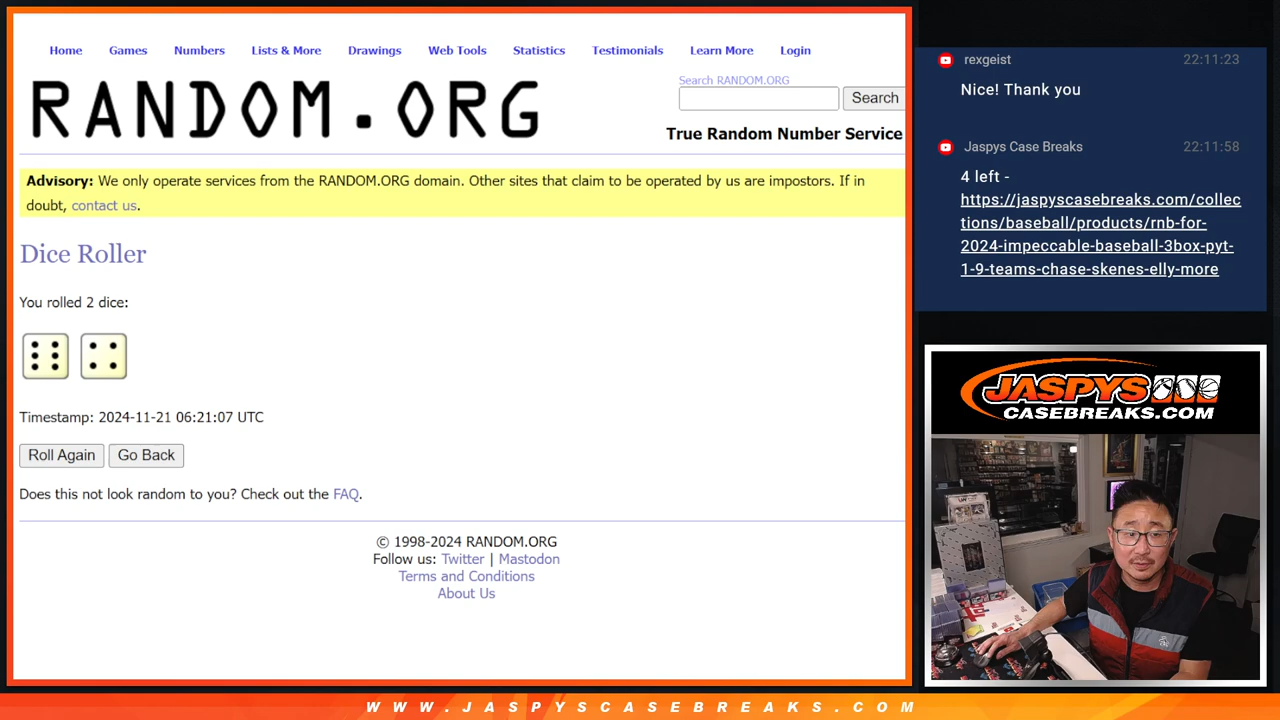 Home Games Numbers Lists & More Drawings Web Tools Statistics Testimonials Learn More Login
RANDOM.ORG
Search RANDOM.ORG
Search
True Random Number Service
Advisory: We only operate services from the RANDOM.ORG domain. Other sites that claim to be operated by us are impostors. If in
doubt, contact us.
Dice Roller
You rolled 2 dice:
Timestamp: 2024-11-21 06:21:07 UTC
Roll Again Go Back
Does this not look random to you? Check out the FAQ.
© 1998-2024 RANDOM.ORG
Follow us: Twitter | Mastodon
Terms and Conditions
About Us
rexgeist 22:11:23
Nice! Thank you
Jaspys Case Breaks 22:11:58
4 left -
https://jaspyscasebreaks.com/collec
tions/baseball/products/rnb-for-
2024-impeccable-baseball-3box-pyt-
1-9-teams-chase-skenes-elly-more
JASPYS
CASEBREAKS.COM
WWW.JASPYSCASEBREAKS.COM